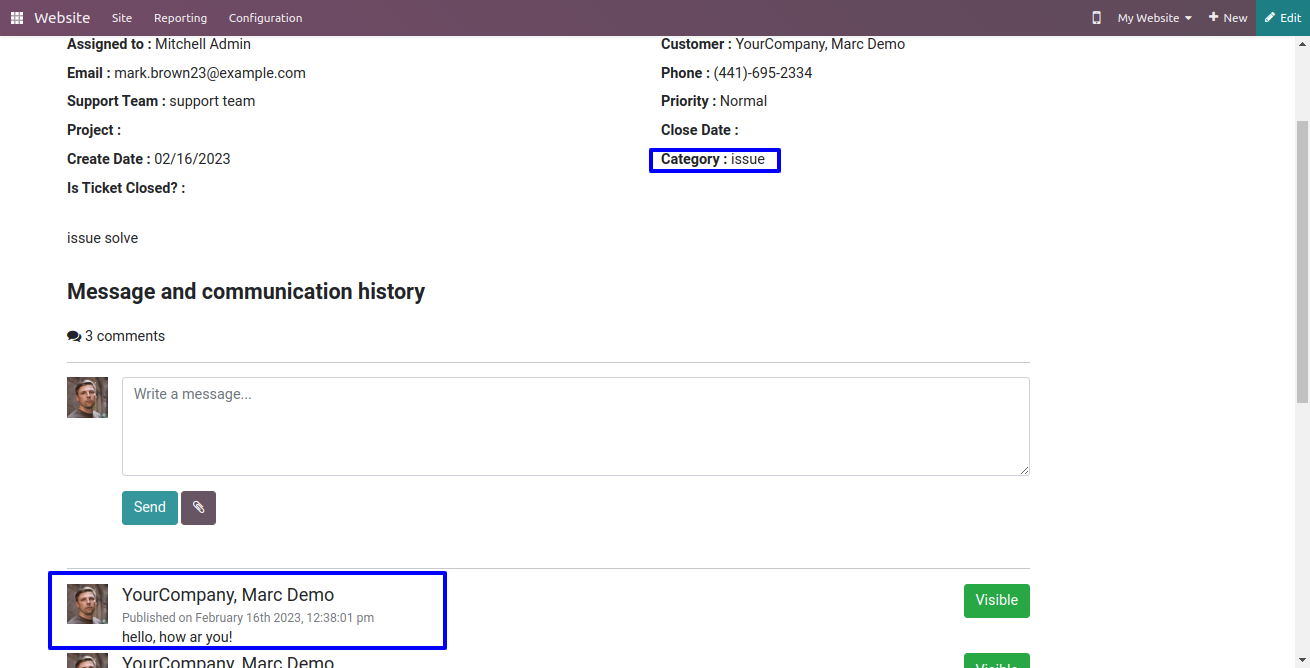 Website Site Reporting Configuration My Website New Edit
Assigned to : Mitchell Admin Customer : YourCompany, Marc Demo
Email : mark.brown23@example.com Phone : (441)-695-2334
Support Team : support team Priority : Normal
Project : Close Date :
Create Date : 02/16/2023 Category : issue
Is Ticket Closed? :
issue solve
Message and communication history
3 comments
Write a message...
Send
YourCompany, Marc Demo Visible
Published on February 16th 2023, 12:38:01 pm
hello, how ar you!
YourCompany, Marc Demo Visible